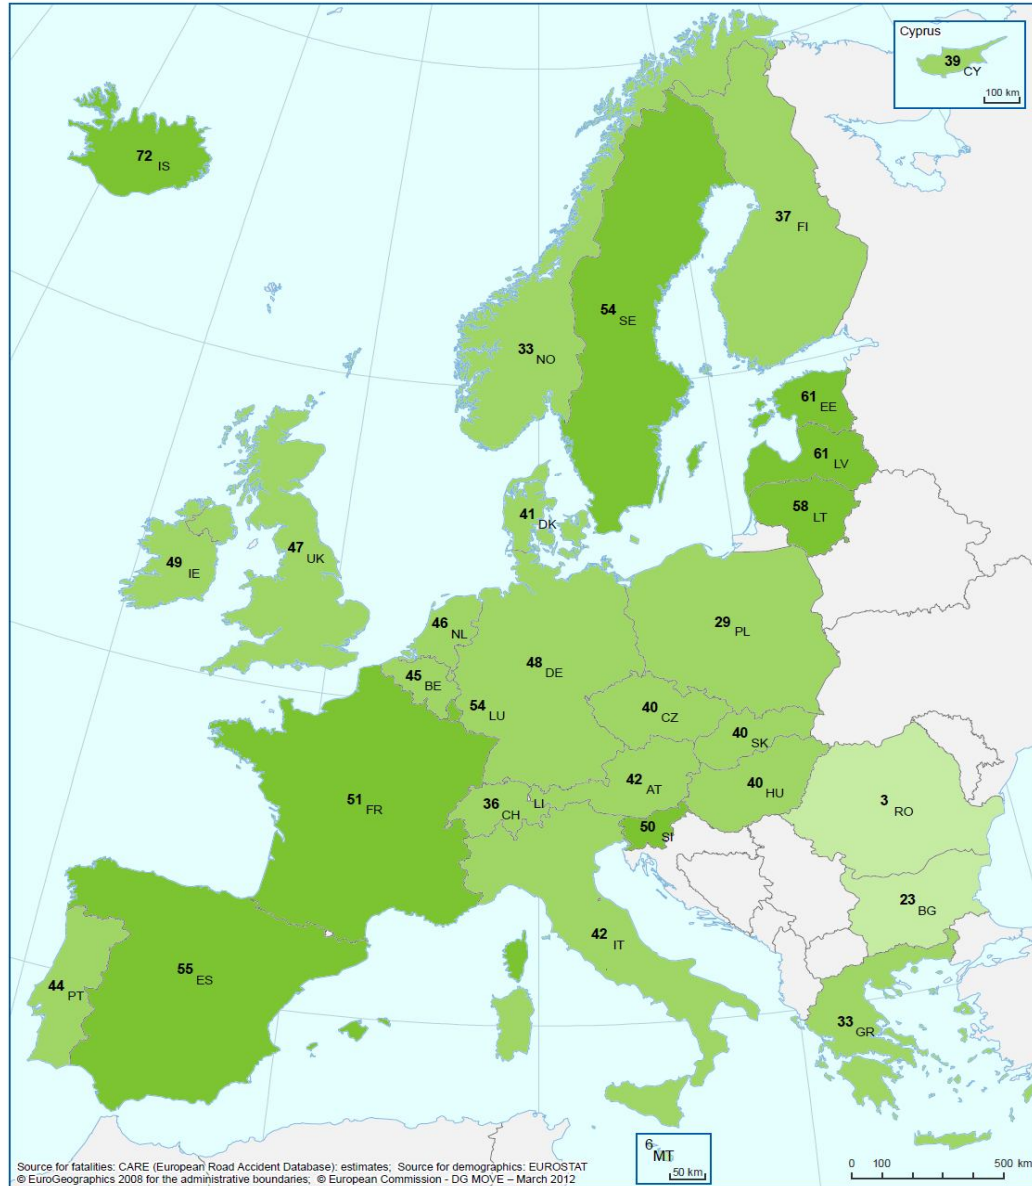 Cyprus
39 CY
100 km
72 IS
37 FI
54 SE
33 NO
61 EE
61 LV
58 LT
41 DK
49 IE
47 UK
46 NL
29 PL
48 DE
45 BE
54 LU
40 CZ
40 SK
42 AT
40 HU
51 FR
36 CH
LI
3 RO
50 SI
23 BG
42 IT
55 ES
44 PT
33 GR
6 MT
50 km
Source for fatalities: CARE (European Road Accident Database): estimates; Source for demographics: EUROSTAT
© EuroGeographics 2008 for the administrative boundaries; © European Commission - DG MOVE – March 2012
0 100 500 km